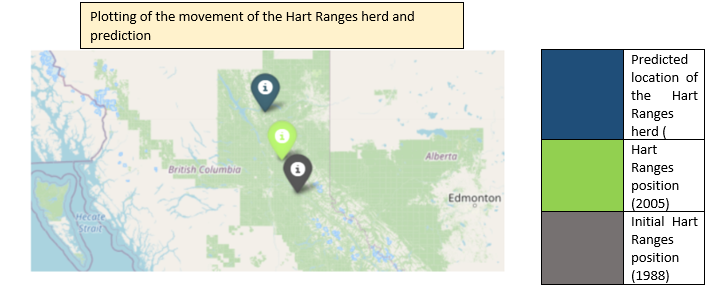 Plotting of the movement of the Hart Ranges herd and
prediction
British Columbia
Alberta
Edmonton
Hecate
Strait
i
i
i
Predicted
location of
the Hart
Ranges
herd (
Hart
Ranges
position
(2005)
Initial Hart
Ranges
position
(1988)